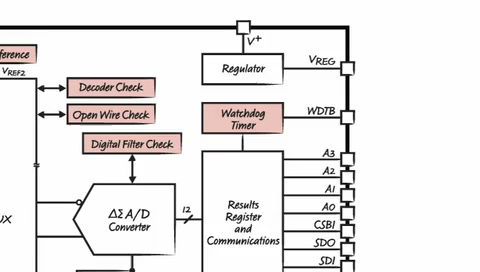 V+
ference
VREF2
Regulator
VREG
Decoder Check
Open Wire Check
Watchdog
Timer
WDTB
Digital Filter Check
A3
A2
A1
A0
CSBI
SDO
SDI
12
ΔΣ A/D
Converter
UX
Results
Register
and
Communications